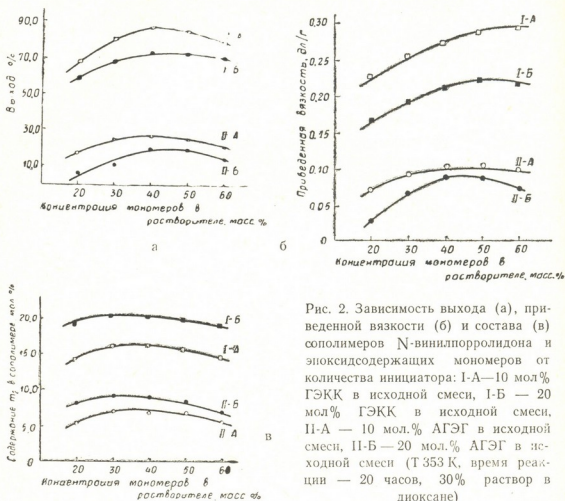 90,0
70,0
50,0
30,0
10,0
Выход %
I-Б
II-А
II-Б
20 30 40 50 60
Концентрация мономеров в
растворителе, масс. %
а
0,30
0,25
0,20
0,15
0,10
0,05
0
Приведенная вязкость, дл/г
I-А
I-Б
II-А
II-Б
20 30 40 50 60
Концентрация мономеров в
растворителе, масс. %
б
20,0
15,0
10,0
5,0
0
Содержание m₁ в сополимере мол. %
I-Б
I-А
II-Б
II А
20 30 40 50 60
Концентрация мономеров в
растворителе масс. %
в
Рис. 2. Зависимость выхода (а), при-
веденной вязкости (б) и состава (в)
сополимеров N-винилпорролидона и
эпоксидсодержащих мономеров от
количества инициатора: I-А—10 мол%
ГЭКК в исходной смеси, I-Б — 20
мол% ГЭКК в исходной смеси,
II-А — 10 мол.% АГЭГ в исходной
смеси, II-Б — 20 мол.% АГЭГ в ис-
ходной смеси (Т 353 К, время реак-
ции — 20 часов, 30% раствор в
диоксане)